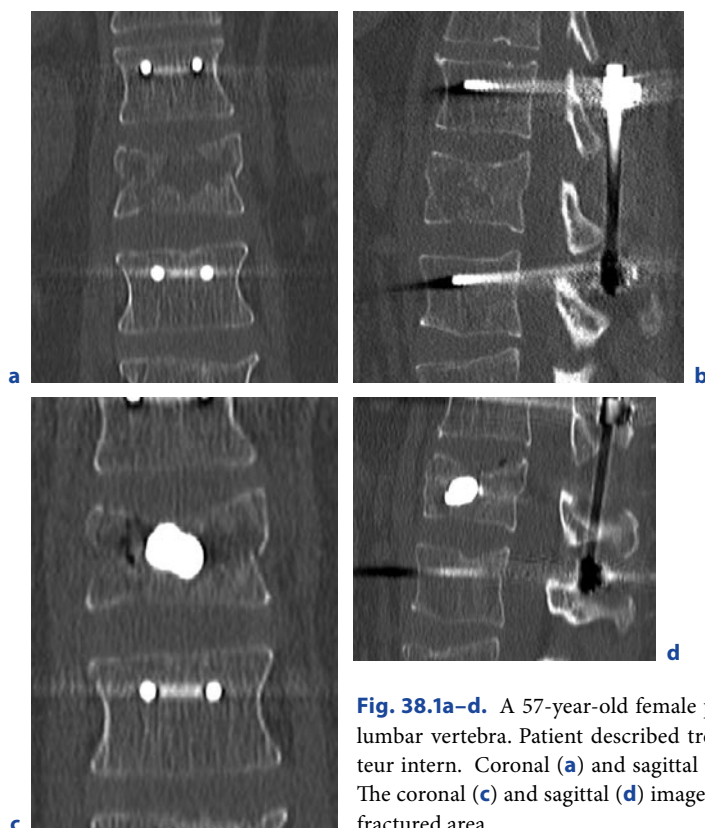 a
b
c
d
Fig. 38.1a–d. A 57-year-old female
lumbar vertebra. Patient described
teur intern. Coronal (a) and sagittal
The coronal (c) and sagittal (d)
fractured area